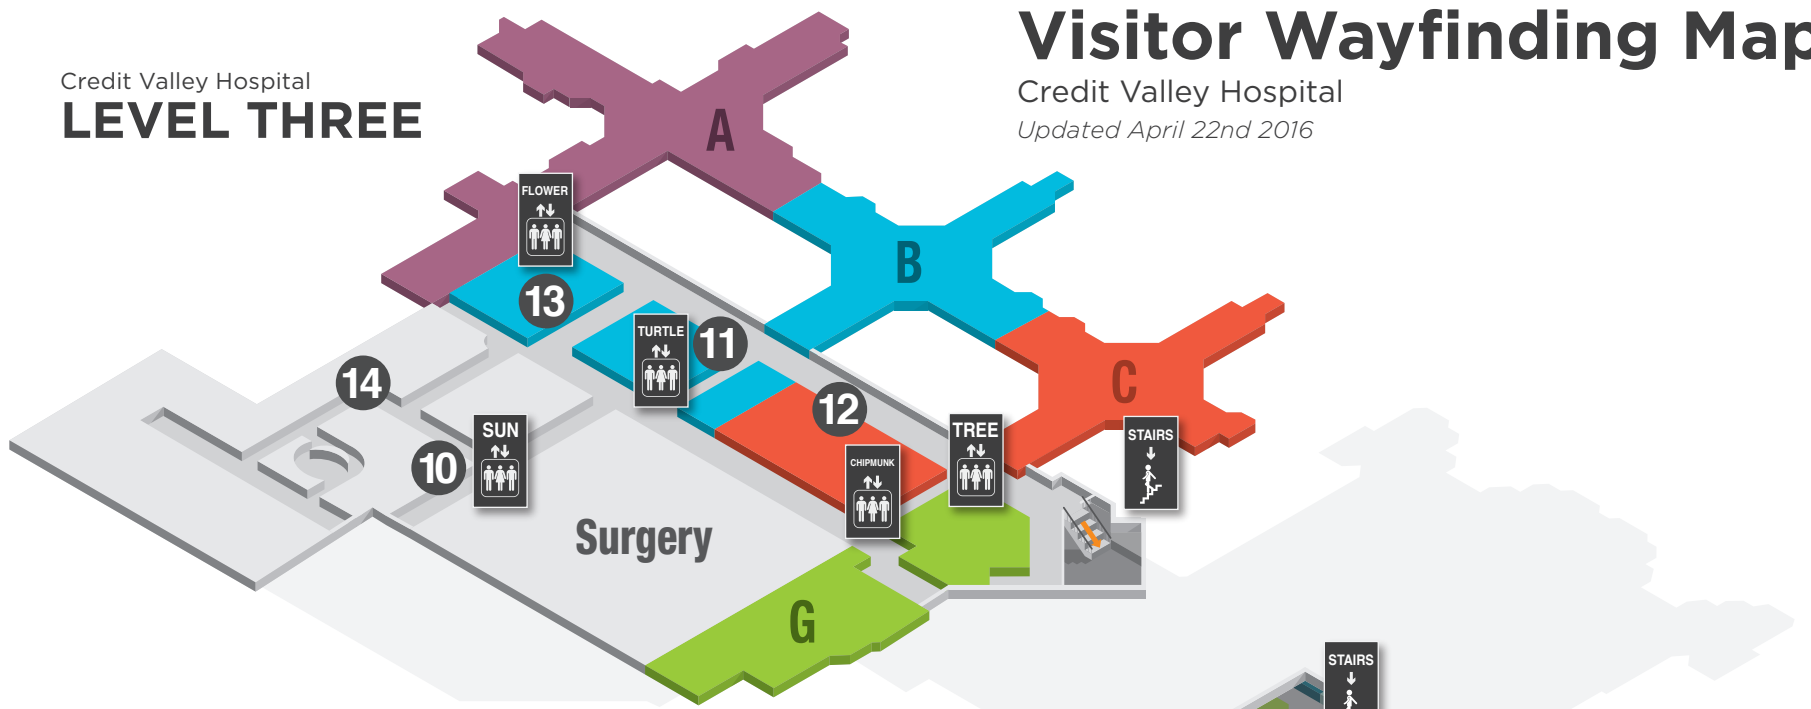 Visitor Wayfinding Map
Credit Valley Hospital
Updated April 22nd 2016
Credit Valley Hospital
LEVEL THREE
A
FLOWER
B
13
TURTLE
11
C
14
12
SUN
TREE
STAIRS
10
CHIPMUNK
Surgery
G
STAIRS